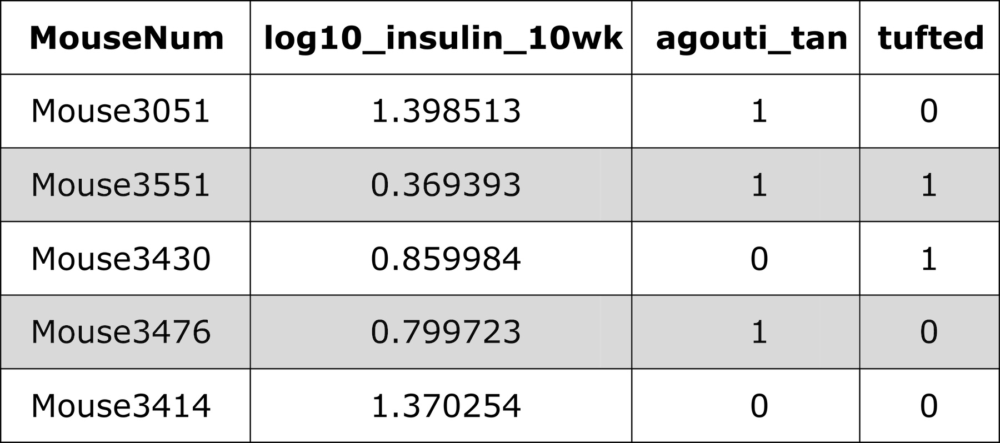 MouseNum log10_insulin_10wk agouti_tan tufted
Mouse3051 1.398513 1 0
Mouse3551 0.369393 1 1
Mouse3430 0.859984 0 1
Mouse3476 0.799723 1 0
Mouse3414 1.370254 0 0